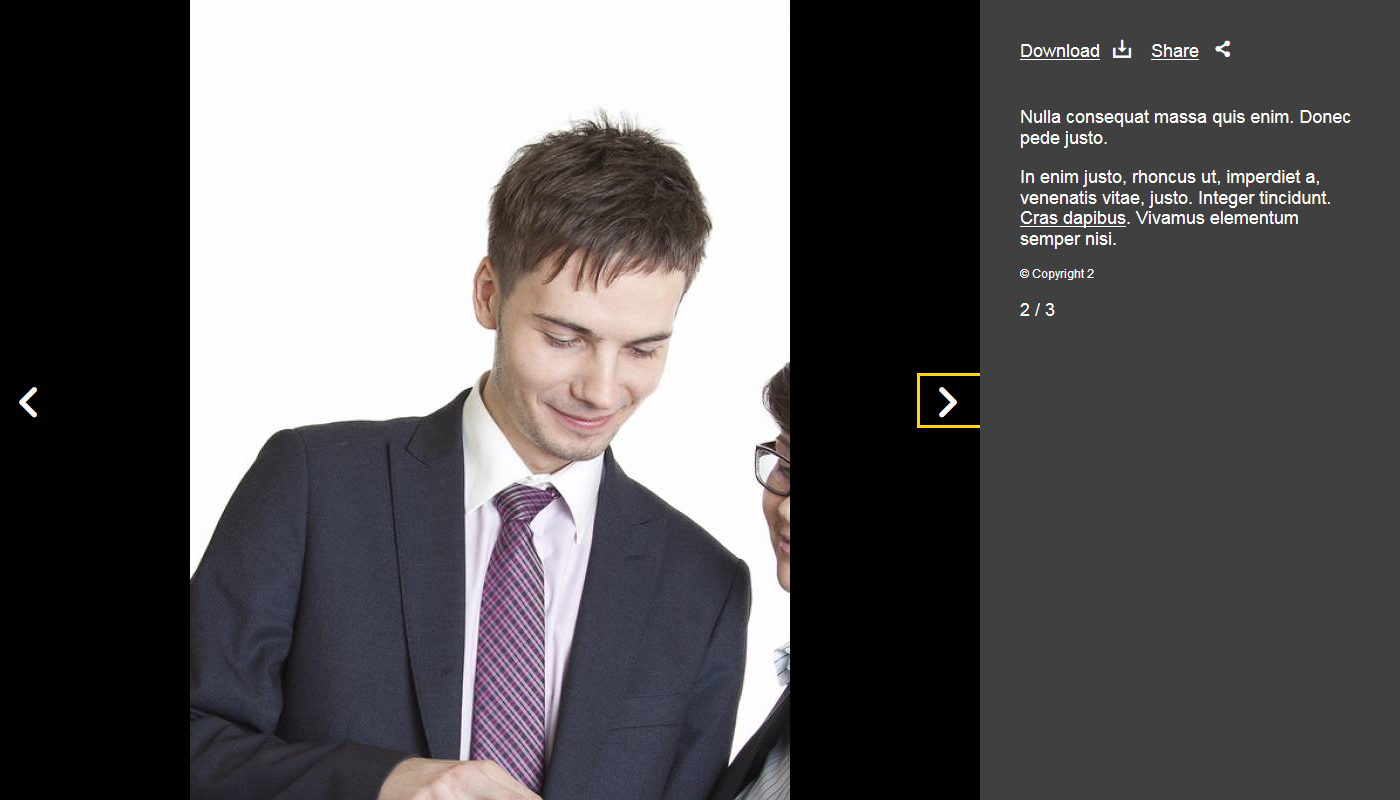 Download Share
Nulla consequat massa quis enim. Donec
pede justo.
In enim justo, rhoncus ut, imperdiet a,
venenatis vitae, justo. Integer tincidunt.
Cras dapibus. Vivamus elementum
semper nisi.
© Copyright 2
2 / 3